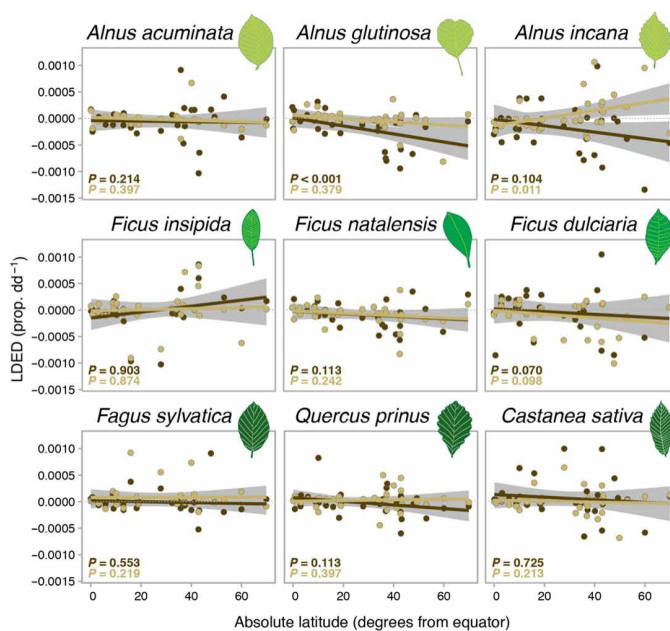 Alnus acuminata Alnus glutinosa Alnus incana
0.0010
0.0005
0.0000
−0.0005
−0.0010
−0.0015
P = 0.214
P = 0.397
P < 0.001
P = 0.379
P = 0.104
P = 0.011
Ficus insipida Ficus natalensis Ficus dulciaria
LDED (prop. dd⁻¹)
0.0010
0.0005
0.0000
−0.0005
−0.0010
−0.0015
P = 0.903
P = 0.874
P = 0.113
P = 0.242
P = 0.070
P = 0.098
Fagus sylvatica Quercus prinus Castanea sativa
0.0010
0.0005
0.0000
−0.0005
−0.0010
−0.0015
P = 0.553
P = 0.219
P = 0.113
P = 0.397
P = 0.725
P = 0.213
0 20 40 60 0 20 40 60 0 20 40 60
Absolute latitude (degrees from equator)